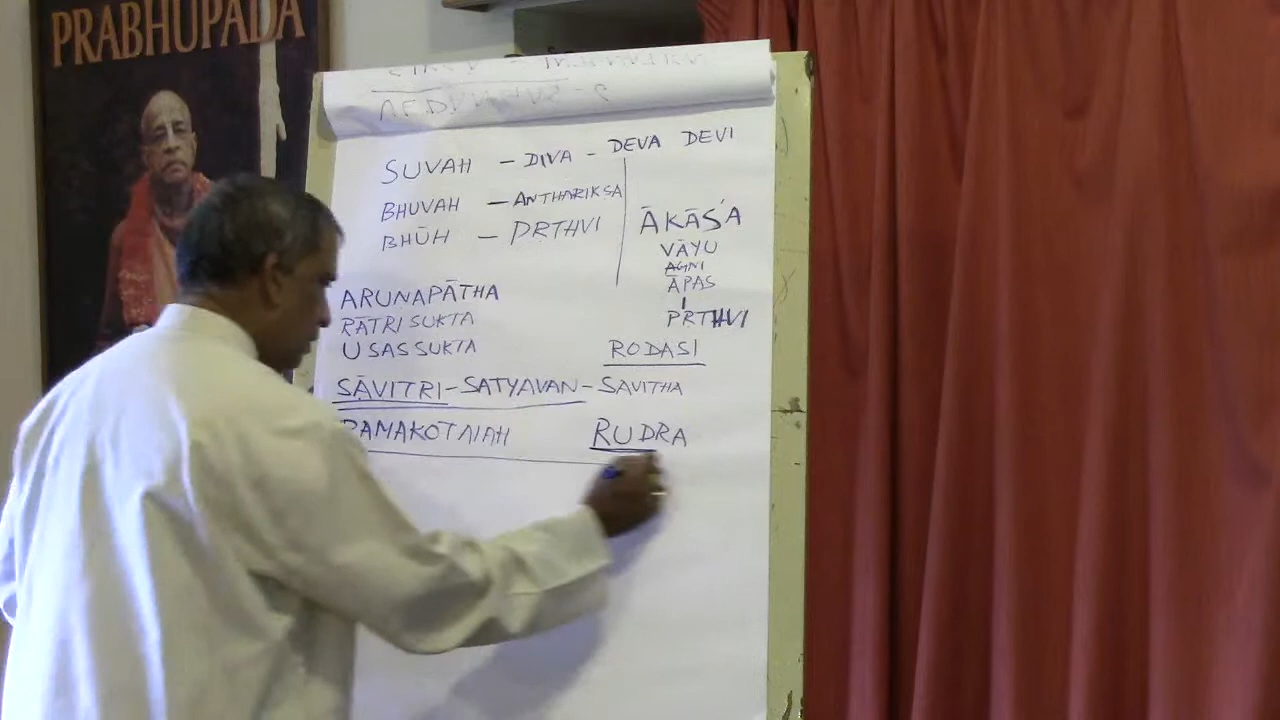 PRABHUPADA
SUVAH – DIVA – DEVA DEVI
BHUVAH – ANTHARIKSA
BHŪH – PRTHVI
ĀKĀS'A
VĀYU
AGNI
ĀPAS
PRTHVI
ARUNAPĀTHA
RĀTRI SUKTA
USAS SUKTA
RODASI
SĀVITRI – SATYAVAN – SAVITHA
RAMAKOTAIAH RUDRA